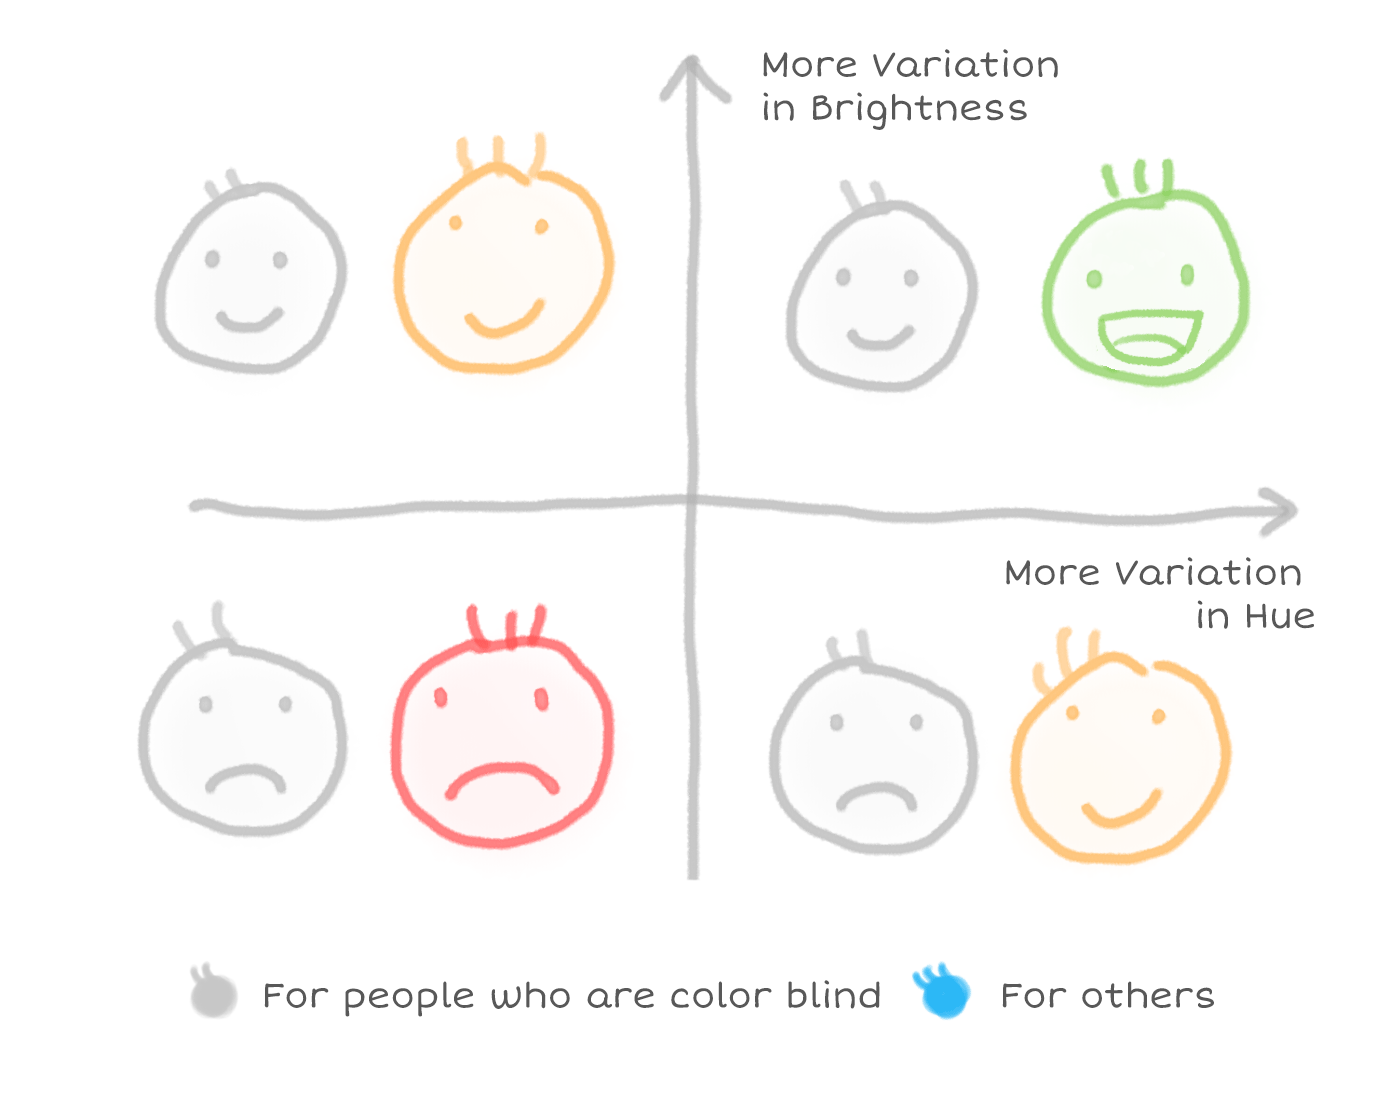 More Variation
in Brightness
More Variation
in Hue
For people who are color blind
For others